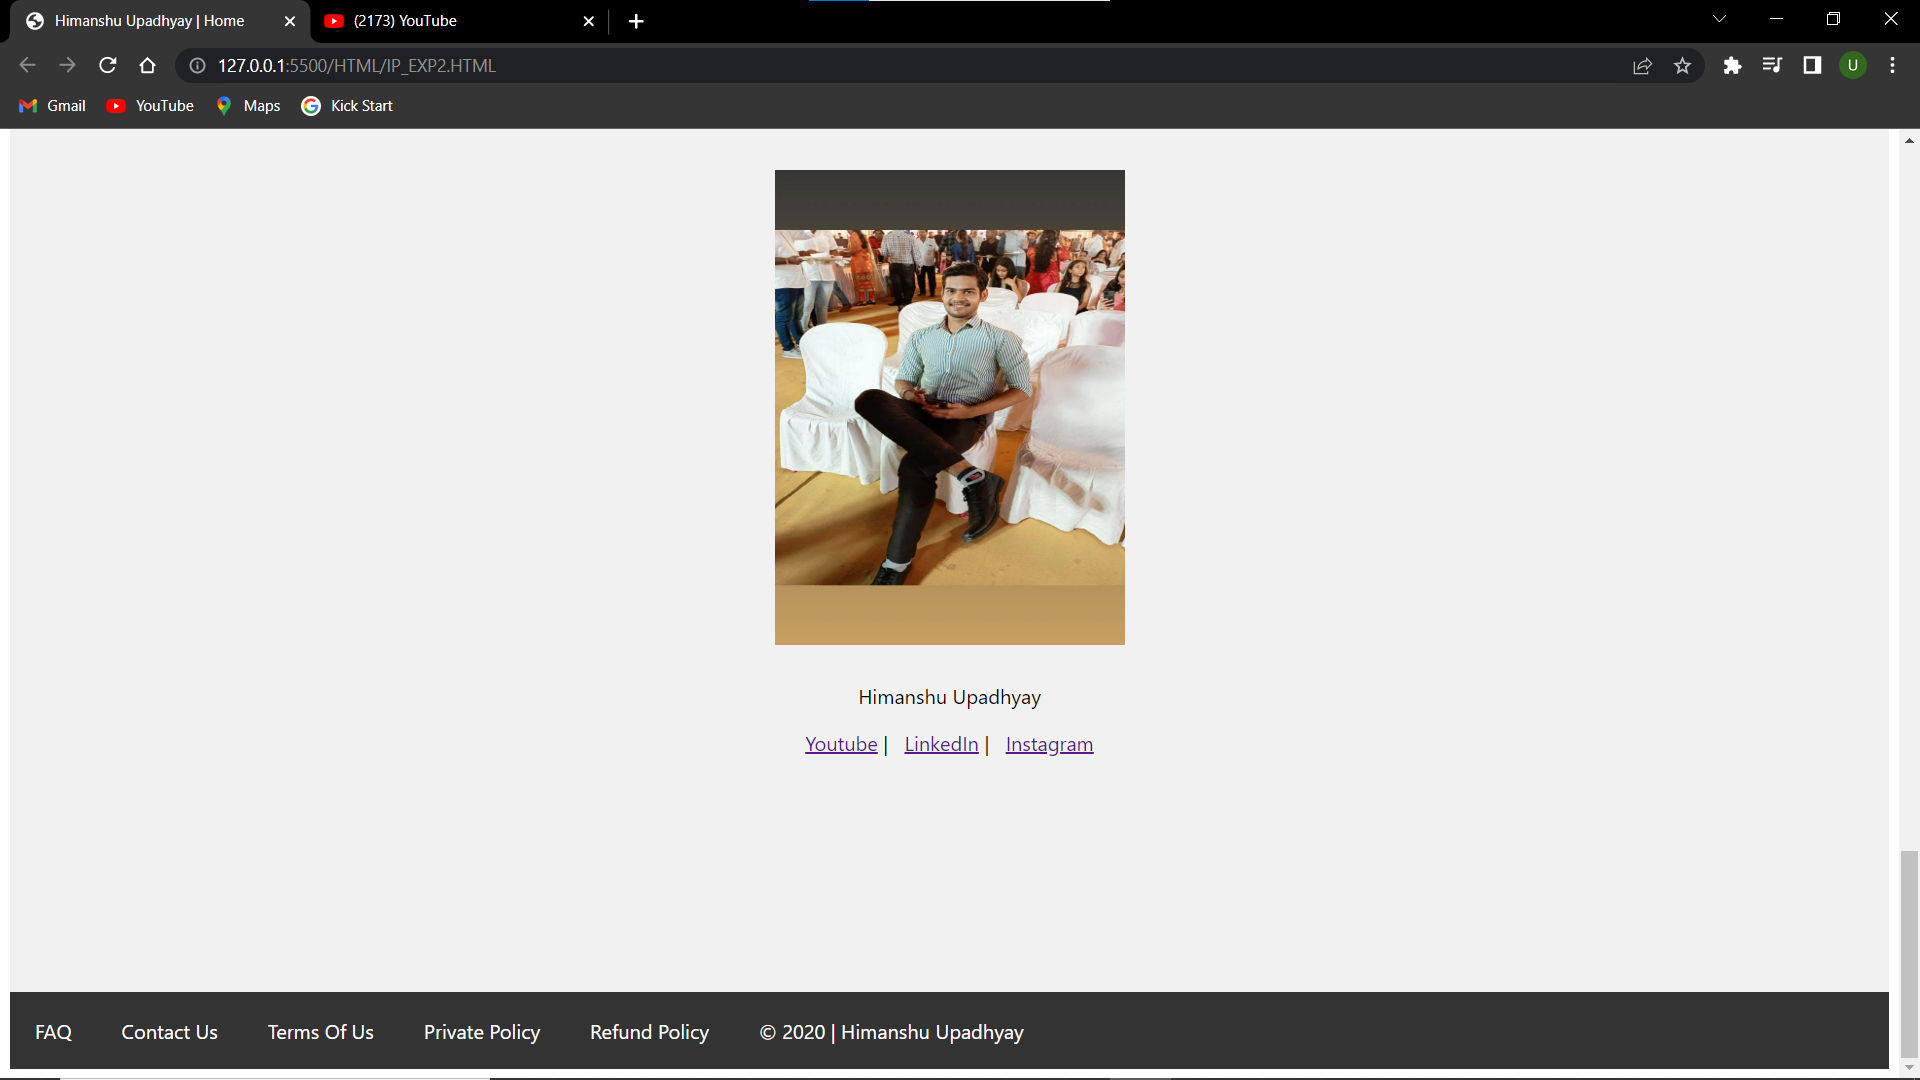 Himanshu Upadhyay | Home
(2173) YouTube
127.0.0.1:5500/HTML/IP_EXP2.HTML
U
Gmail YouTube Maps Kick Start
Himanshu Upadhyay
Youtube | LinkedIn | Instagram
FAQ Contact Us Terms Of Us Private Policy Refund Policy © 2020 | Himanshu Upadhyay